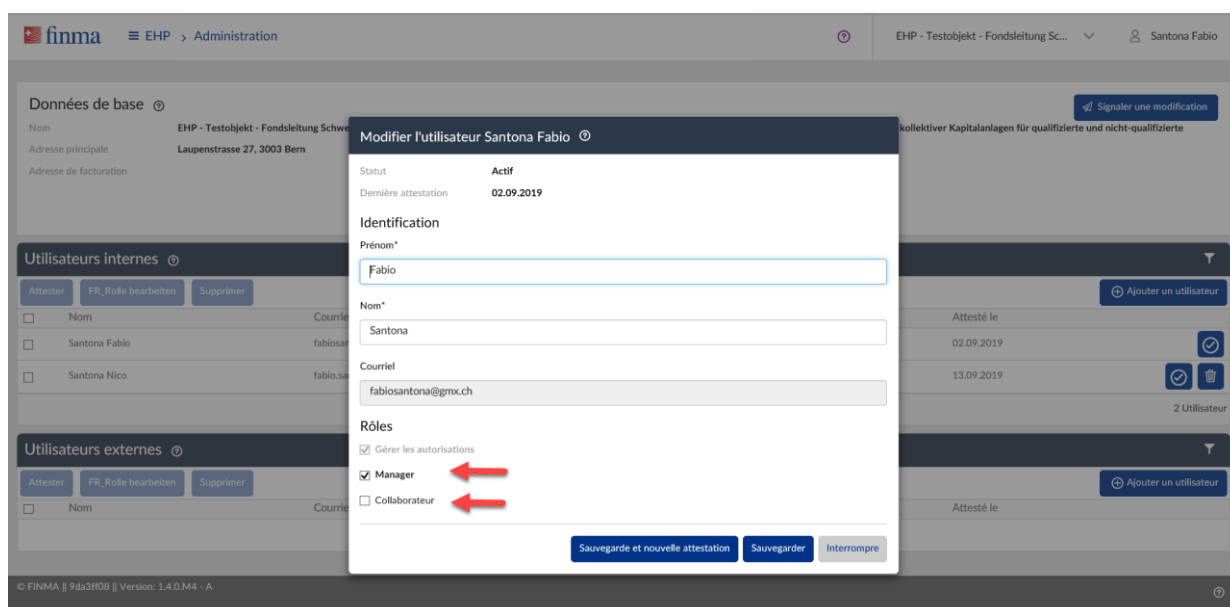 finma EHP > Administration EHP - Testobjekt - Fondsleitung Sc... Santona Fabio
Données de base
Signaler une modification
Nom EHP - Testobjekt - Fondsleitung Schwe kollektiver Kapitalanlagen für qualifizierte und nicht-qualifizierte
Adresse principale Laupenstrasse 27, 3003 Bern
Adresse de facturation
Modifier l'utilisateur Santona Fabio
Statut Actif
Dernière attestation 02.09.2019
Identification
Prénom*
Fabio
Nom*
Santona
Courriel
fabiosantona@gmx.ch
Rôles
Gérer les autorisations
Manager
Collaborateur
Sauvegarde et nouvelle attestation Sauvegarder Interrompre
Utilisateurs internes
Attester FR_Rolle bearbeiten Supprimer Ajouter un utilisateur
Nom Courrie Attesté le
Santona Fabio fabiosar 02.09.2019
Santona Nico fabio.sa 13.09.2019
2 Utilisateur
Utilisateurs externes
Attester FR_Rolle bearbeiten Supprimer Ajouter un utilisateur
Nom Courrie Attesté le
© FINMA || 9da3ff08 || Version: 1.4.0.M4 - A